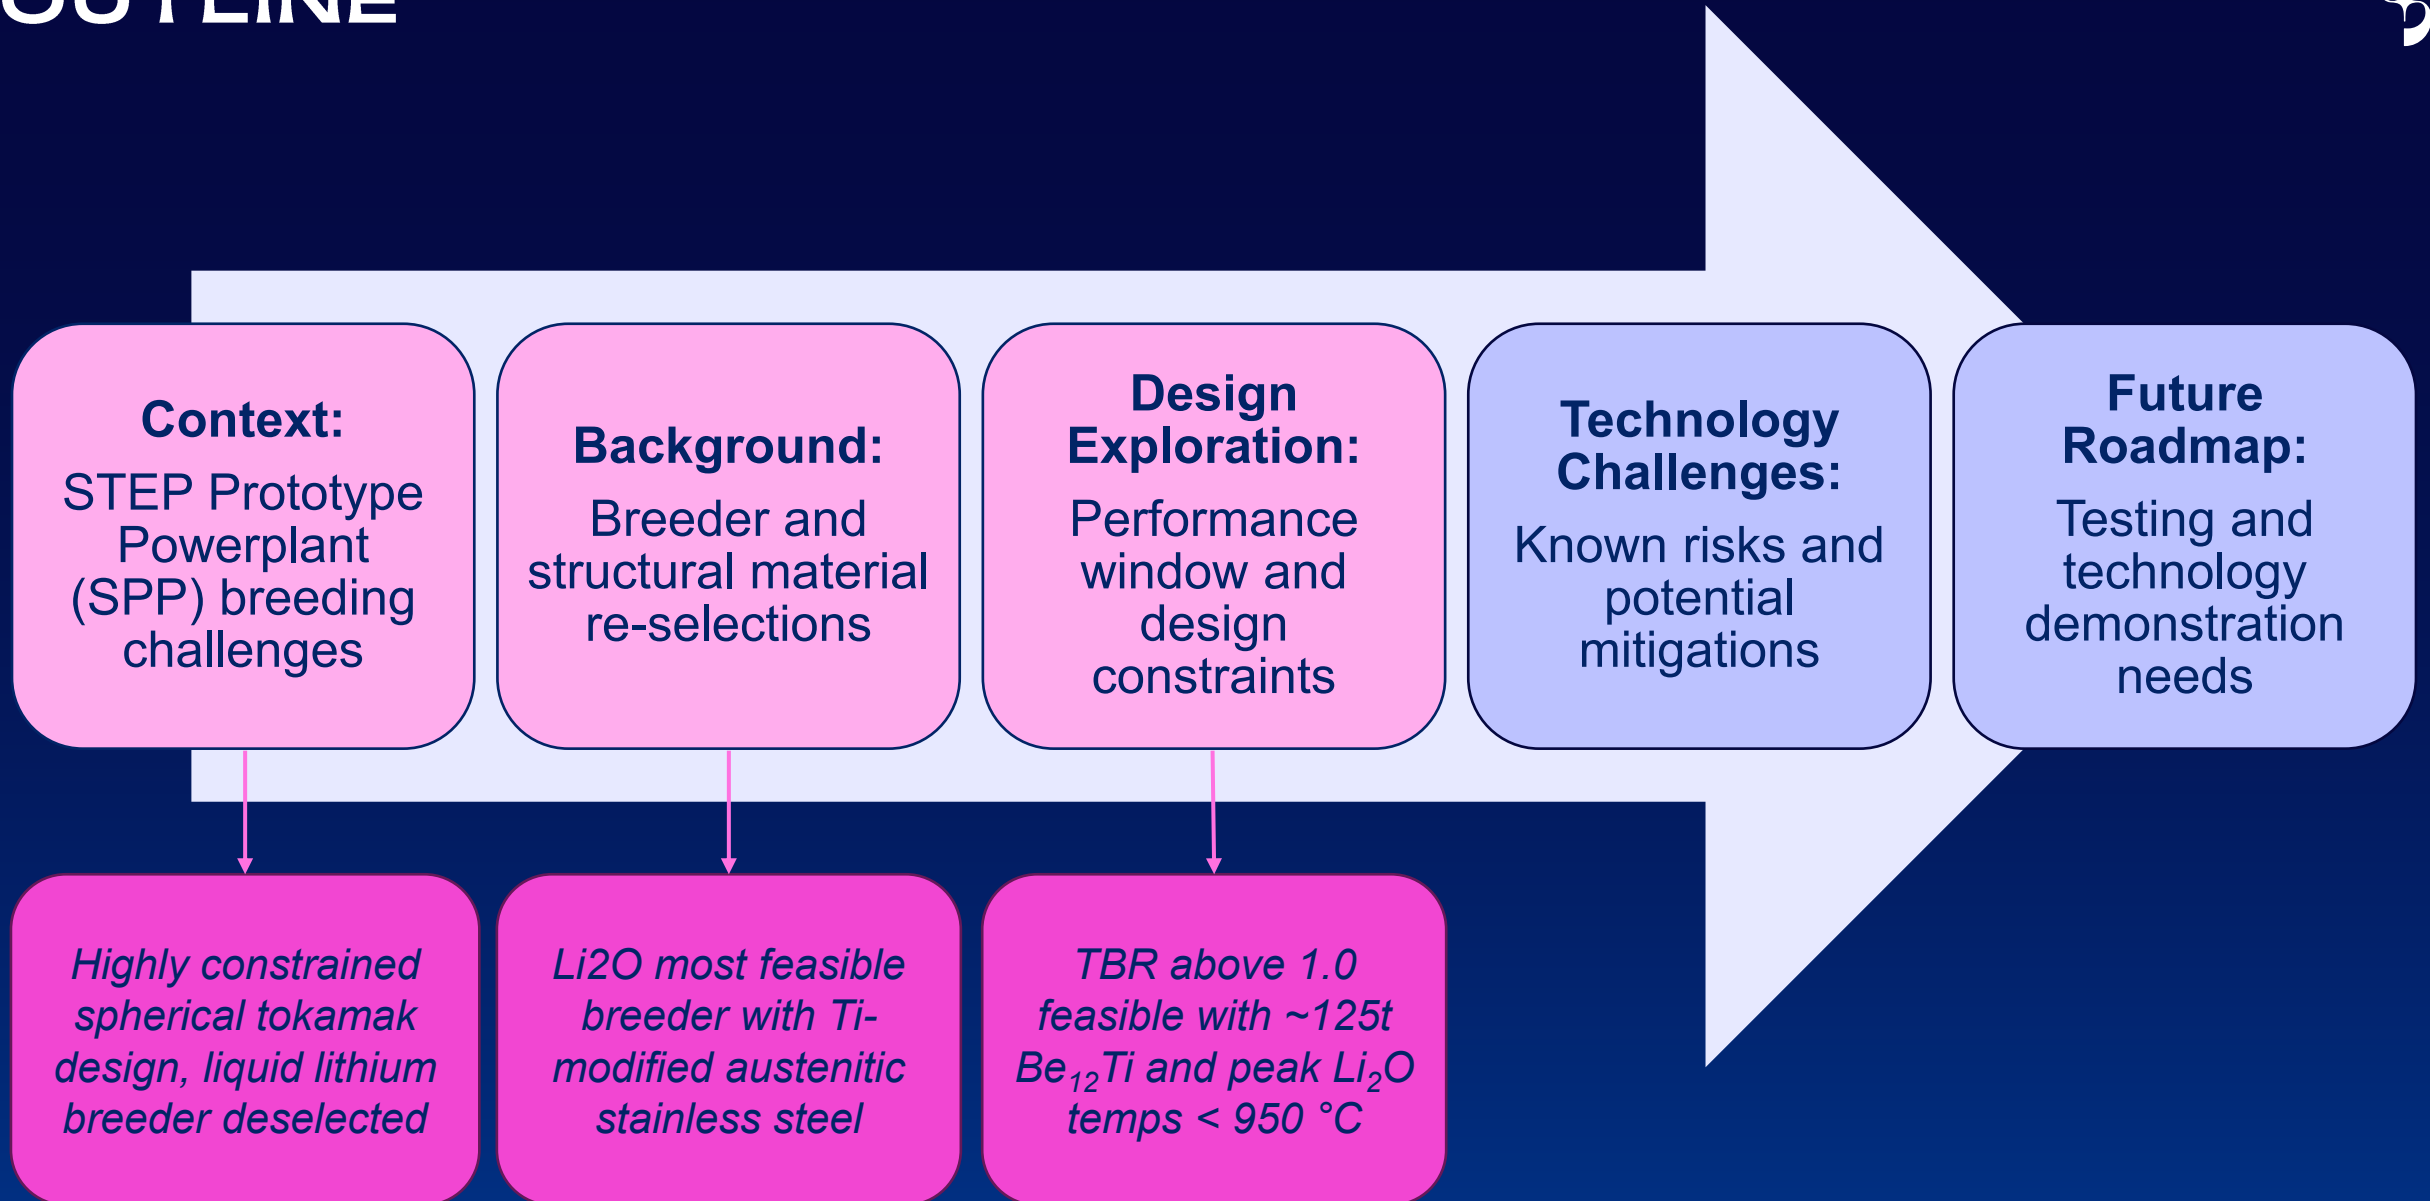 OUTLINE
Context:
STEP Prototype
Powerplant
(SPP) breeding
challenges
Background:
Breeder and
structural material
re-selections
Design
Exploration:
Performance
window and
design
constraints
Technology
Challenges:
Known risks and
potential
mitigations
Future
Roadmap:
Testing and
technology
demonstration
needs
Highly constrained
spherical tokamak
design, liquid lithium
breeder deselected
Li2O most feasible
breeder with Ti-
modified austenitic
stainless steel
TBR above 1.0
feasible with ~125t
Be₁₂Ti and peak Li₂O
temps < 950 °C